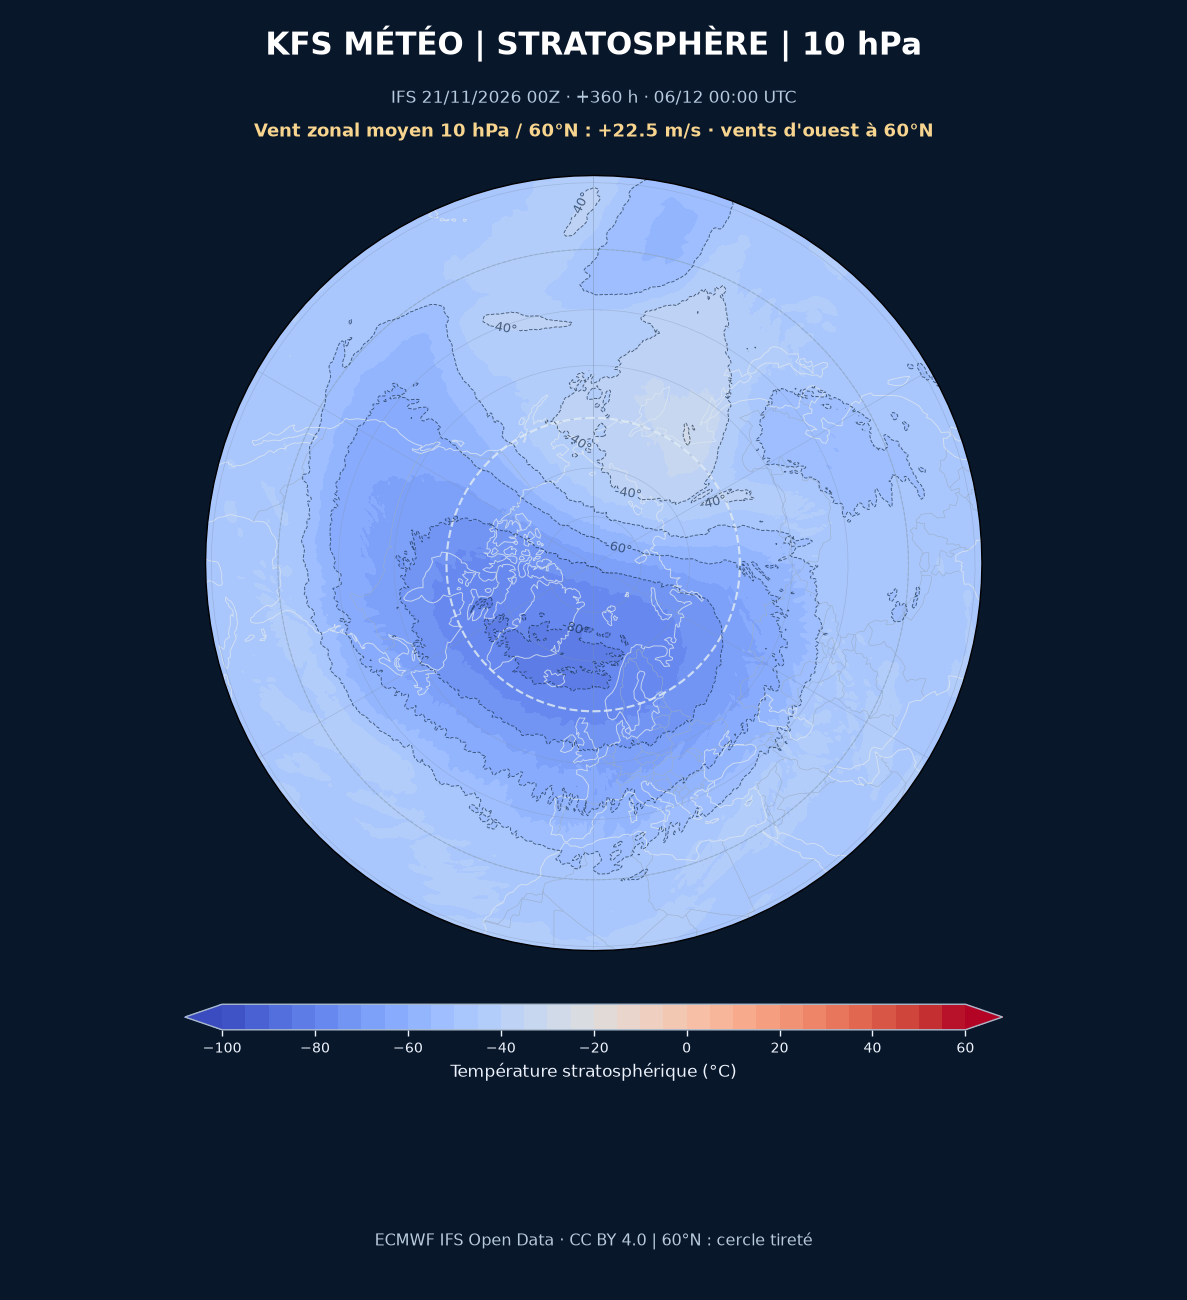 KFS MÉTÉO | STRATOSPHÈRE | 10 hPa
IFS 21/11/2026 00Z · +360 h · 06/12 00:00 UTC
Vent zonal moyen 10 hPa / 60°N : +22.5 m/s · vents d'ouest à 60°N
40°
40°
40°
40°
40°
60°
80°
−100 −80 −60 −40 −20 0 20 40 60
Température stratosphérique (°C)
ECMWF IFS Open Data · CC BY 4.0 | 60°N : cercle tireté